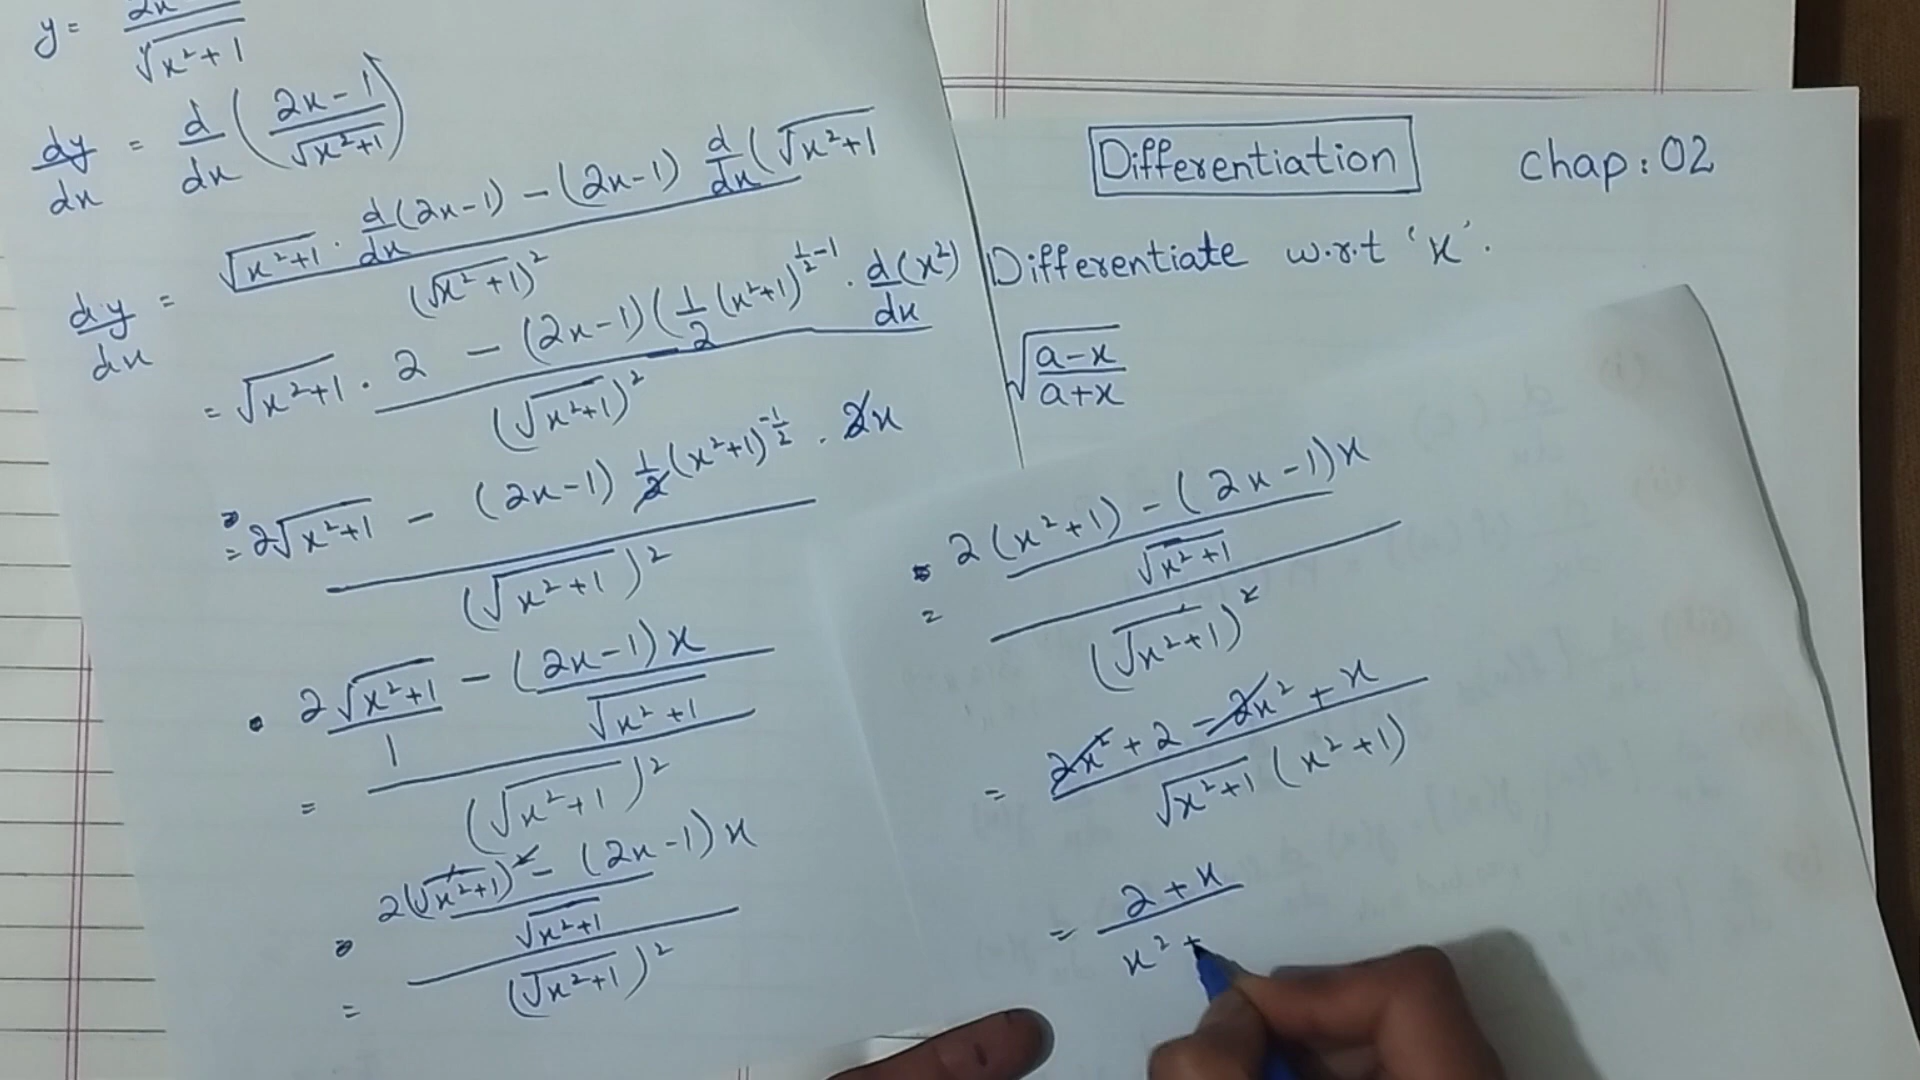 y = 2x / √x²+1
dy/dx = d/dx ( 2x-1 / √x²+1 )
dy/dx = √x²+1 · d/dx (2x-1) - (2x-1) d/dx (√x²+1 / (√x²+1)²
= √x²+1 · 2 - (2x-1) ( 1/2 (x²+1)^(1/2-1) · d/dx (x²) / (√x²+1)²
= 2√x²+1 - (2x-1) 1/2 (x²+1)^(-1/2) · 2x / (√x²+1)²
= 2√x²+1 / 1 - (2x-1)x / √x²+1 / (√x²+1)²
= 2(√x²+1)² - (2x-1)x / √x²+1 / (√x²+1)²
Differentiation chap: 02
Differentiate w.r.t 'x'.
√ a-x / a+x
= 2(x²+1) - (2x-1)x / √x²+1 / (√x²+1)²
= 2x² + 2 - 2x² + x / √x²+1 (x²+1)
= 2+x / x² +